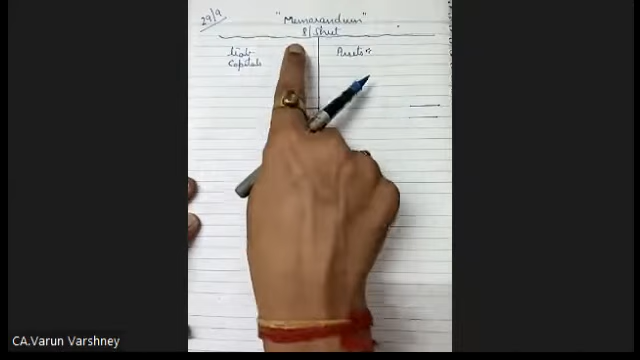 29/9
"Memorandum"
B/Sheet
Liab
Assets
Capitals
CA.Varun Varshney